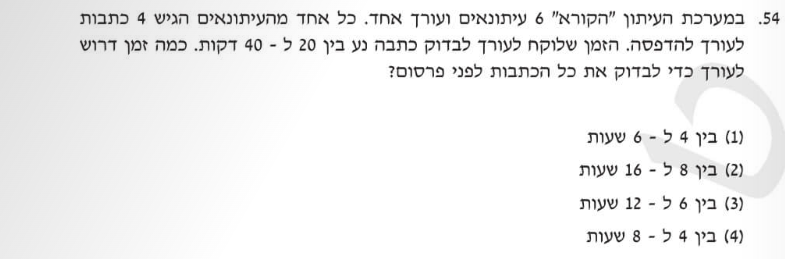 54. במערכת העיתון "הקורא" 6 עיתונאים ועורך אחד. כל אחד מהעיתונאים הגיש 4 כתבות
לעורך להדפסה. הזמן שלוקח לעורך לבדוק כתבה נע בין 20 ל - 40 דקות. כמה זמן דרוש
לעורך כדי לבדוק את כל הכתבות לפני פרסום?
(1) בין 4 ל - 6 שעות
(2) בין 8 ל - 16 שעות
(3) בין 6 ל - 12 שעות
(4) בין 4 ל - 8 שעות